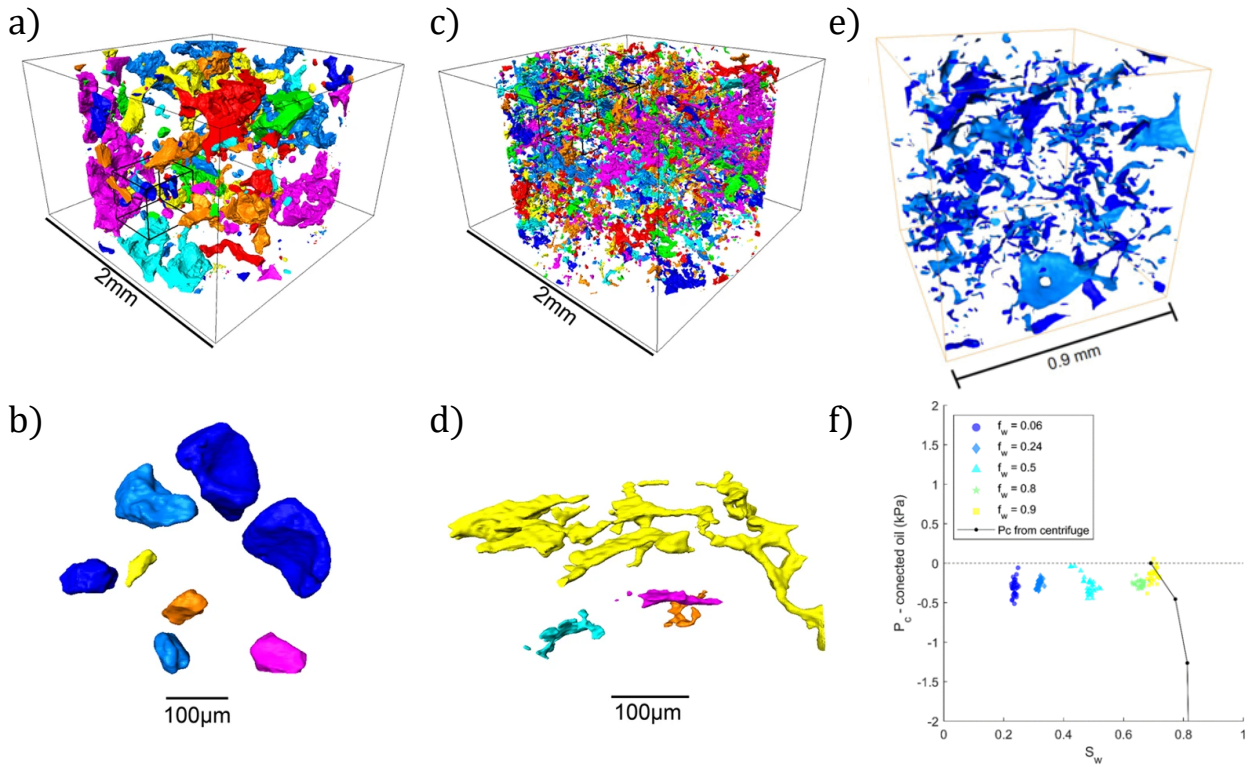 a)
c)
e)
2mm
2mm
0.9 mm
b)
d)
f)
100μm
100μm
2
1.5
1
0.5
0
-0.5
-1
-1.5
-2
P_c - conected oil (kPa)
f_w = 0.06
f_w = 0.24
f_w = 0.5
f_w = 0.8
f_w = 0.9
Pc from centrifuge
0 0.2 0.4 0.6 0.8 1
S_w